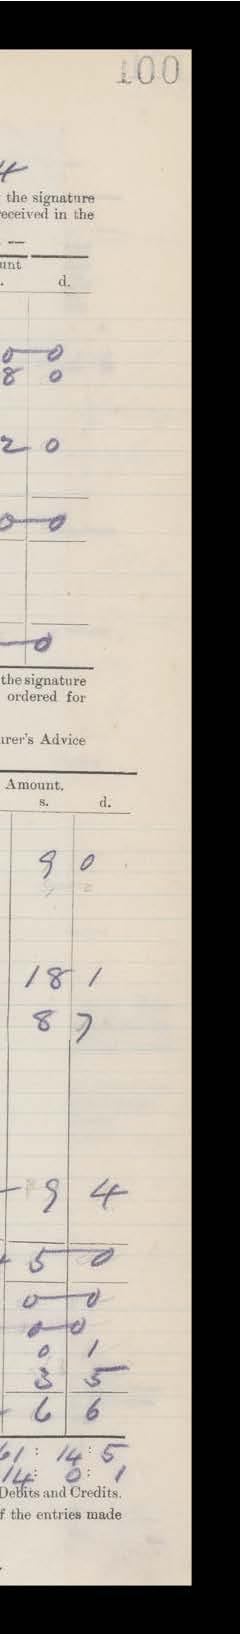 100
4
the signature
received in the
unt
d.
0 0
8 0
2 0
0 0
0
the signature
ordered for
urer's Advice
Amount.
s. d.
9 0
18 1
8 7
9 4
5 0
0 0
0 0
0 1
3 5
6 6
61 : 14 : 5
14 : 0 : 1
Debits and Credits.
f the entries made